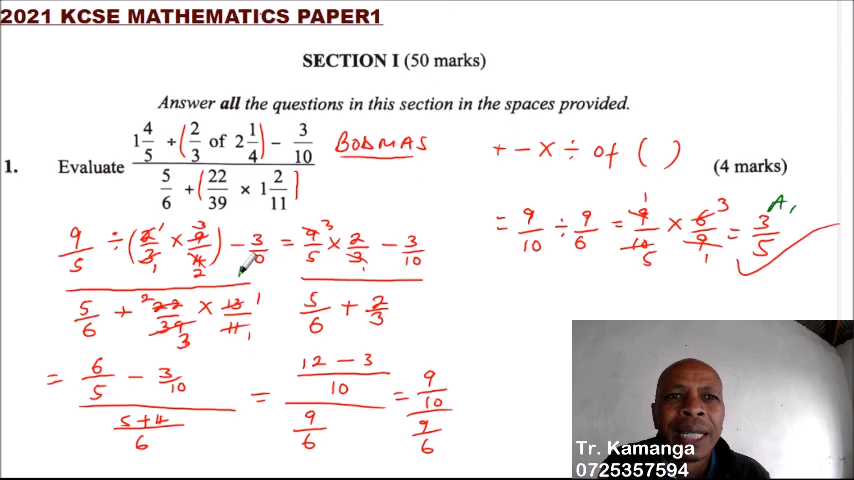 2021 KCSE MATHEMATICS PAPER1
SECTION I (50 marks)
Answer all the questions in this section in the spaces provided.
1. Evaluate (1 4/5 ÷ (2/3 of 2 1/4) − 3/10) / (5/6 + (22/39 × 1 2/11)) (4 marks)
BODMAS
+ − × ÷ of ( )
(9/5 ÷ (2/3 × 9/4) − 3/10) / (5/6 + 22/39 × 13/11) = (9/5 × 2/3 − 3/10) / (5/6 + 2/3)
= (6/5 − 3/10) / ((5+4)/6) = ((12 − 3)/10) / (9/6) = (9/10) / (9/6)
= 9/10 ÷ 9/6 = 9/10 × 6/9 = 3/5 A1
Tr. Kamanga
0725357594